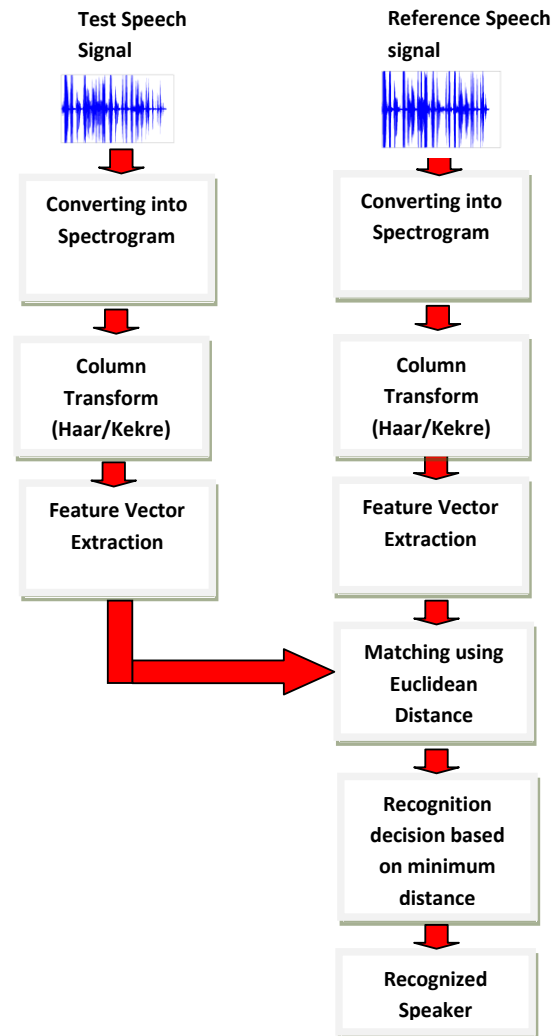 Test Speech
Signal
Converting into
Spectrogram
Column
Transform
(Haar/Kekre)
Feature Vector
Extraction
Reference Speech
signal
Converting into
Spectrogram
Column
Transform
(Haar/Kekre)
Feature Vector
Extraction
Matching using
Euclidean
Distance
Recognition
decision based
on minimum
distance
Recognized
Speaker